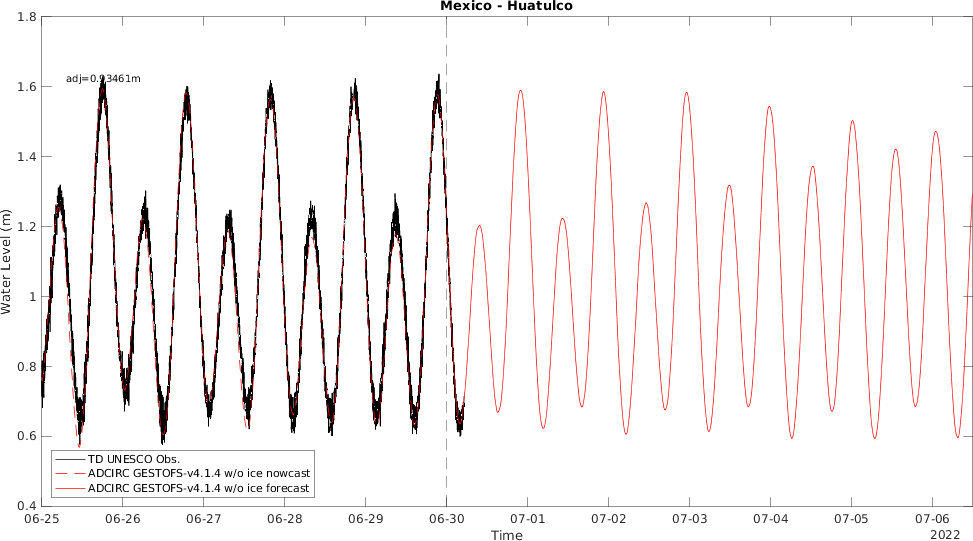 Mexico - Huatulco
1.8
1.6
1.4
1.2
1
0.8
0.6
0.4
Water Level (m)
adj=0.93461m
TD UNESCO Obs.
ADCIRC GESTOFS-v4.1.4 w/o ice nowcast
ADCIRC GESTOFS-v4.1.4 w/o ice forecast
06-25 06-26 06-27 06-28 06-29 06-30 07-01 07-02 07-03 07-04 07-05 07-06
Time
2022